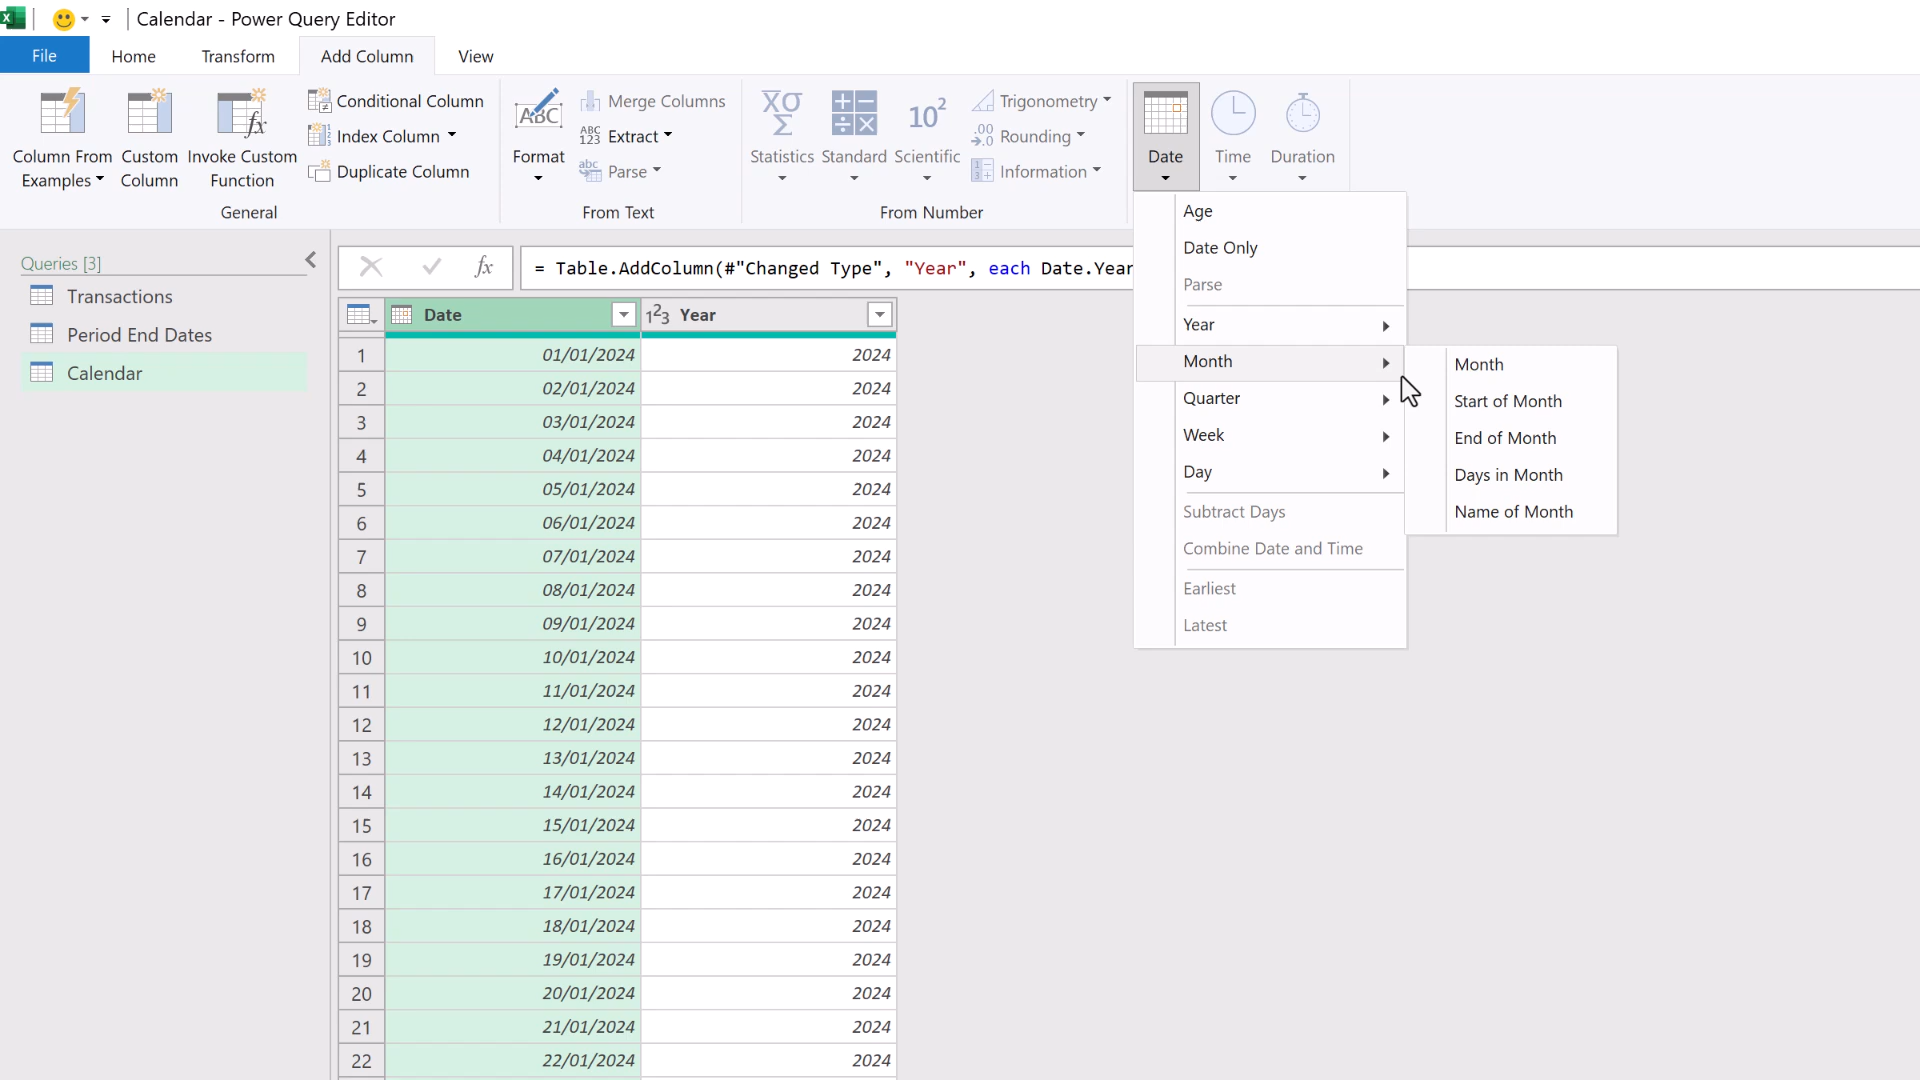 Calendar - Power Query Editor
File
Home
Transform
Add Column
View
Column From
Examples
Custom
Column
Invoke Custom
Function
Conditional Column
Index Column
Duplicate Column
General
ABC
Format
Merge Columns
ABC
123
Extract
abc
Parse
From Text
Χσ
Σ
Statistics
Standard
10²
Scientific
Trigonometry
.00
→.0
Rounding
Information
From Number
Date
Time
Duration
Age
Date Only
Parse
Year
Month
Quarter
Week
Day
Subtract Days
Combine Date and Time
Earliest
Latest
Month
Start of Month
End of Month
Days in Month
Name of Month
Queries [3]
Transactions
Period End Dates
Calendar
fx
= Table.AddColumn(#"Changed Type", "Year", each Date.Year
Date
1²3 Year
1 01/01/2024 2024
2 02/01/2024 2024
3 03/01/2024 2024
4 04/01/2024 2024
5 05/01/2024 2024
6 06/01/2024 2024
7 07/01/2024 2024
8 08/01/2024 2024
9 09/01/2024 2024
10 10/01/2024 2024
11 11/01/2024 2024
12 12/01/2024 2024
13 13/01/2024 2024
14 14/01/2024 2024
15 15/01/2024 2024
16 16/01/2024 2024
17 17/01/2024 2024
18 18/01/2024 2024
19 19/01/2024 2024
20 20/01/2024 2024
21 21/01/2024 2024
22 22/01/2024 2024